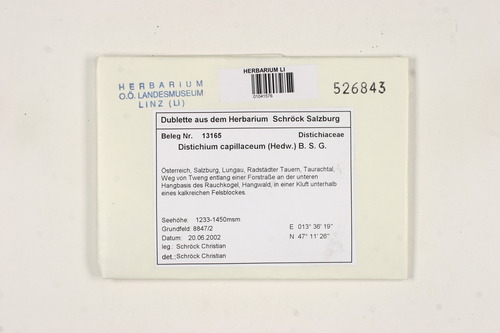 HERBARIUM LI
HERBARIUM
O.Ö. LANDESMUSEUM
LINZ (LI)
526843
Dublette aus dem Herbarium Schröck Salzburg
Beleg Nr. 13165 Distichiaceae
Distichium capillaceum (Hedw.) B. S. G.
Österreich, Salzburg, Lungau, Radstädter Tauern, Taurachtal,
Weg von Tweng entlang einer Forstraße an der unteren
Hangbasis des Rauchkogel, Hangwald, in einer Kluft unterhalb
eines kalkreichen Felsblockes.
Seehöhe: 1233-1450msm
Grundfeld: 8847/2 E 013° 36' 19"
Datum: 20.06.2002 N 47° 11' 26"
leg.: Schröck Christian
det.: Schröck Christian